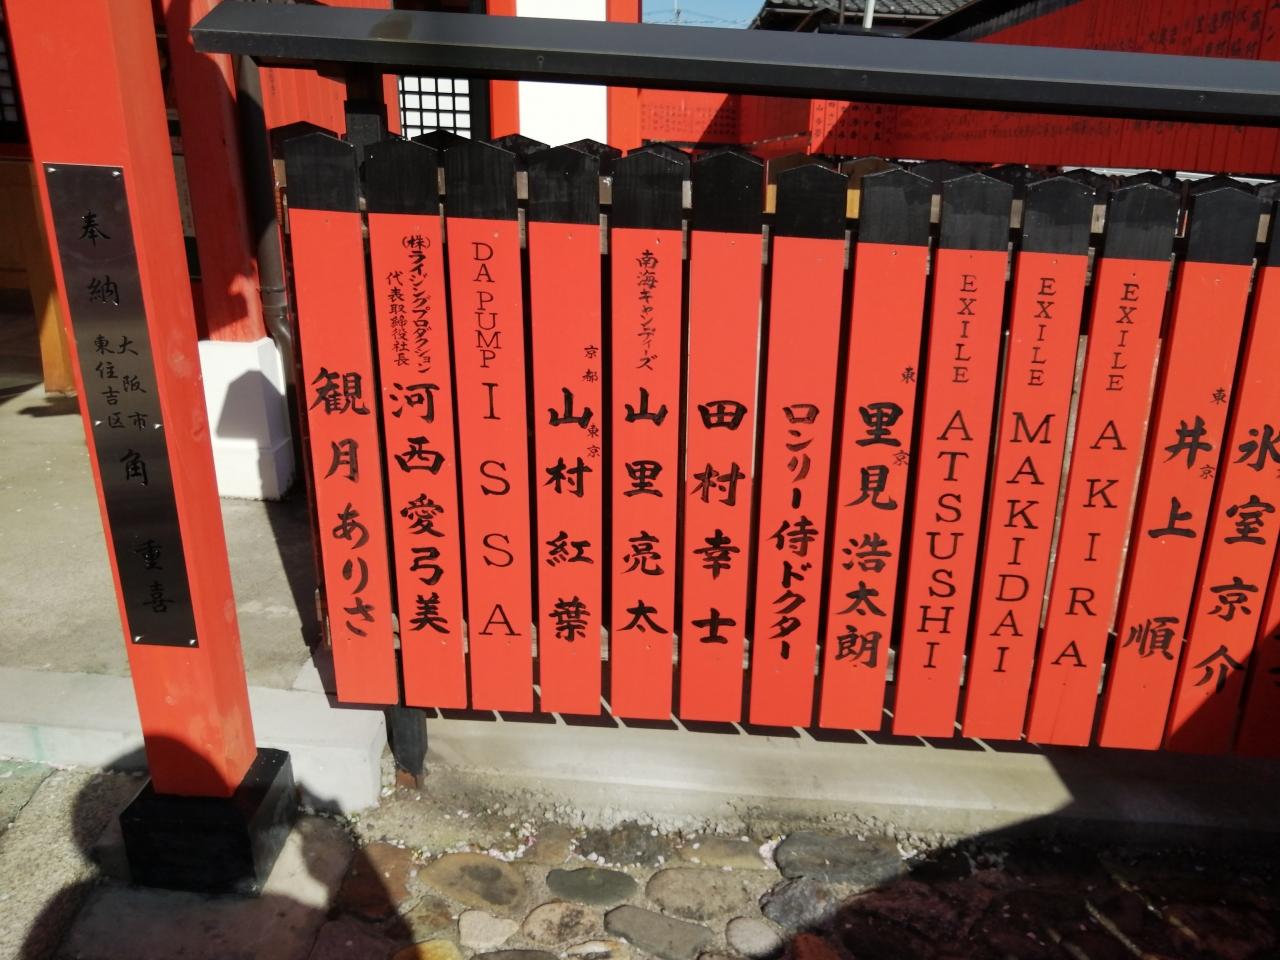 奉納
大阪市
東住吉区
角重喜
観月ありさ
(株)ライジングプロダクション
代表取締役社長
河西愛弓美
DA PUMP
ISSA
京都
山村紅葉
東京
南海キャンディーズ
山里亮太
田村幸士
ロンリー侍ドクター
東京
里見浩太朗
EXILE ATSUSHI
EXILE MAKIDAI
EXILE AKIRA
東京
井上順
氷室京介